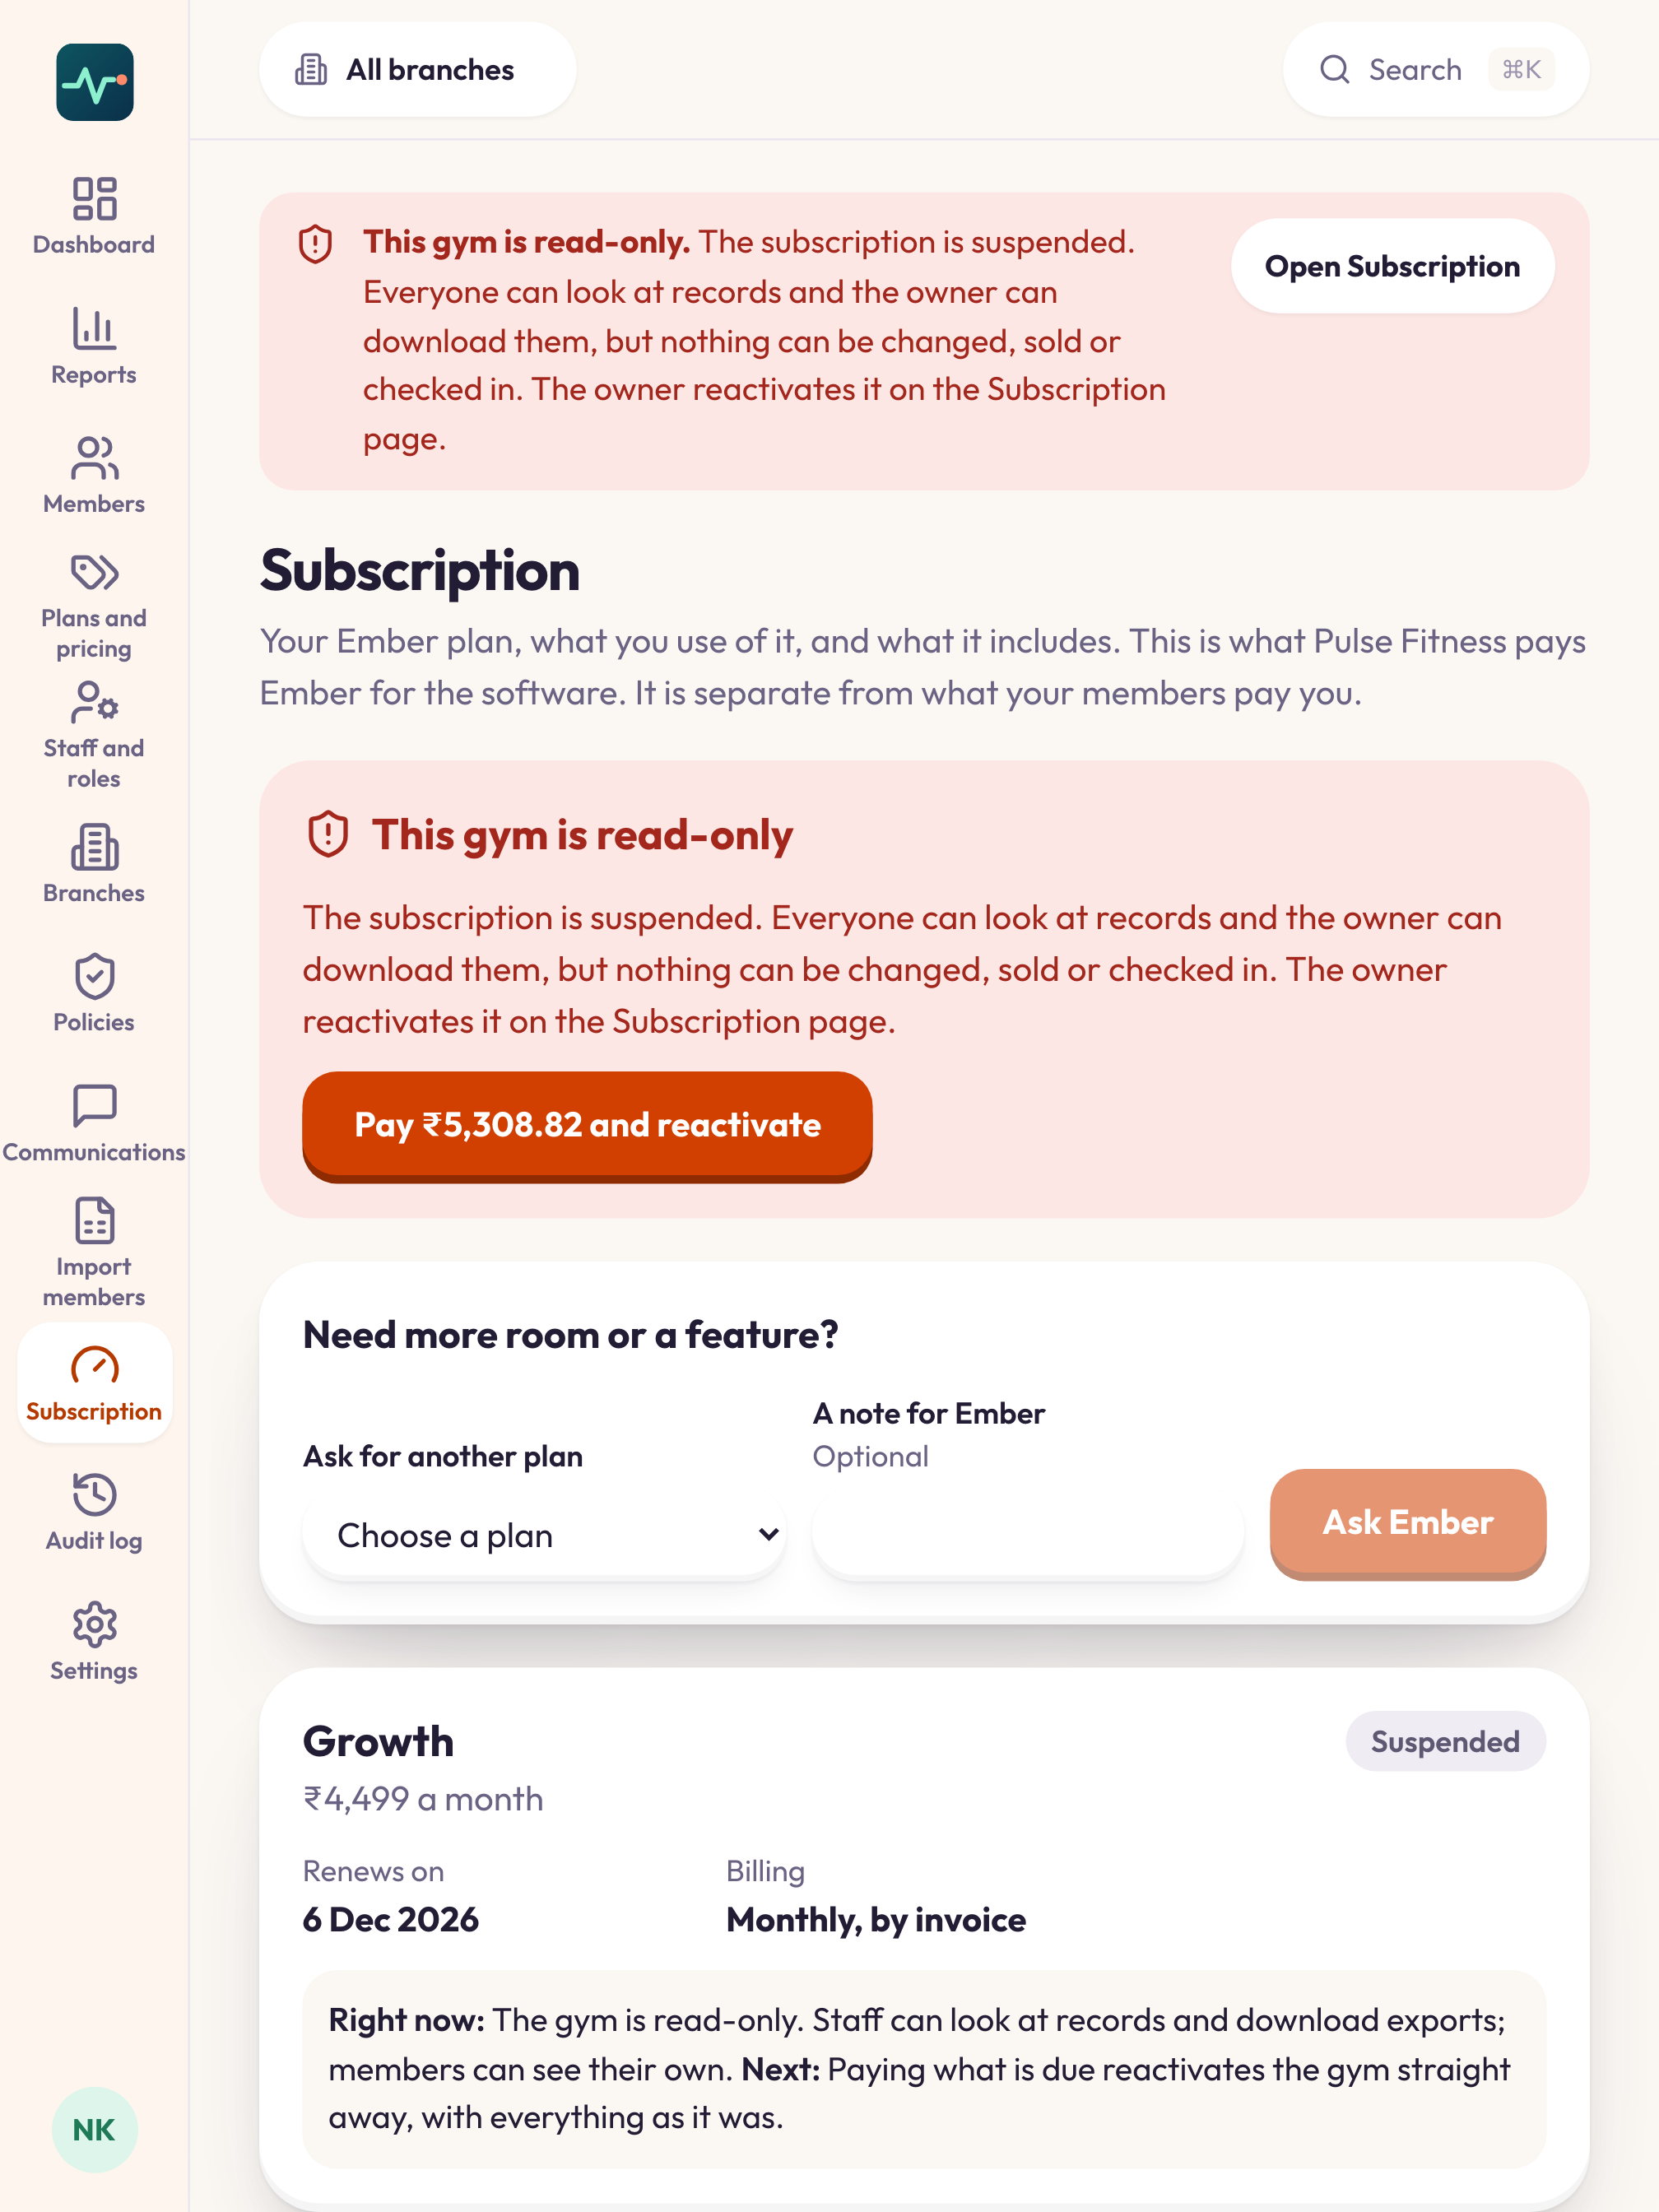 All branches
Search ⌘K
Dashboard
Reports
Members
Plans and
pricing
Staff and
roles
Branches
Policies
Communications
Import
members
Subscription
Audit log
Settings
NK
This gym is read-only. The subscription is suspended.
Everyone can look at records and the owner can
download them, but nothing can be changed, sold or
checked in. The owner reactivates it on the Subscription
page.
Open Subscription
Subscription
Your Ember plan, what you use of it, and what it includes. This is what Pulse Fitness pays
Ember for the software. It is separate from what your members pay you.
This gym is read-only
The subscription is suspended. Everyone can look at records and the owner can
download them, but nothing can be changed, sold or checked in. The owner
reactivates it on the Subscription page.
Pay ₹5,308.82 and reactivate
Need more room or a feature?
Ask for another plan
Choose a plan
A note for Ember
Optional
Ask Ember
Growth
Suspended
₹4,499 a month
Renews on
6 Dec 2026
Billing
Monthly, by invoice
Right now: The gym is read-only. Staff can look at records and download exports;
members can see their own. Next: Paying what is due reactivates the gym straight
away, with everything as it was.